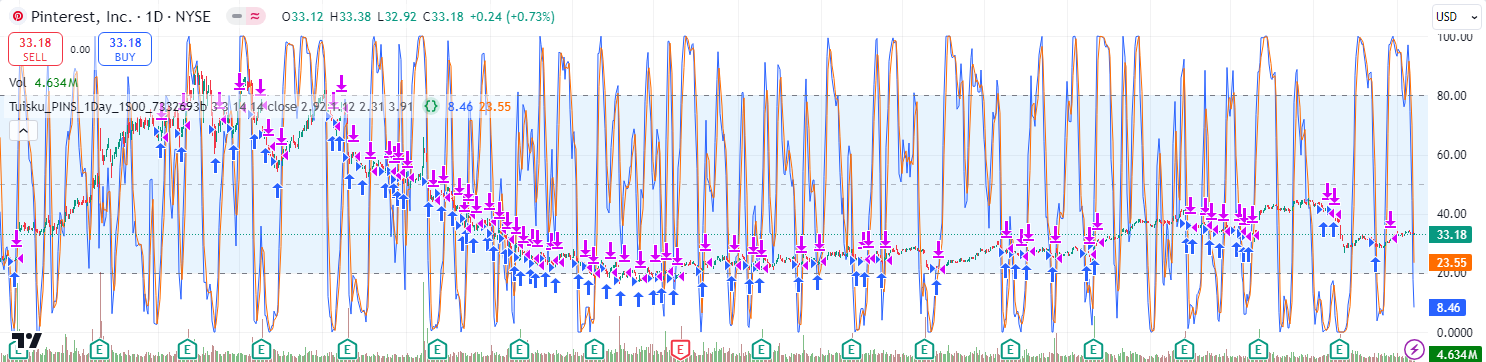 Pinterest, Inc. · 1D · NYSE O33.12 H33.38 L32.92 C33.18 +0.24 (+0.73%)
USD
33.18
SELL
0.00
33.18
BUY
Vol 4.634M
Tuisku_PINS_1Day_1S00_7332693b 3 3 14 14 close 2.92 1.12 2.31 3.91 8.46 23.55
100.00
80.00
60.00
40.00
33.18
23.55
20.00
8.46
0.0000
4.634M
E E E E E E E E E E E E E E E E E